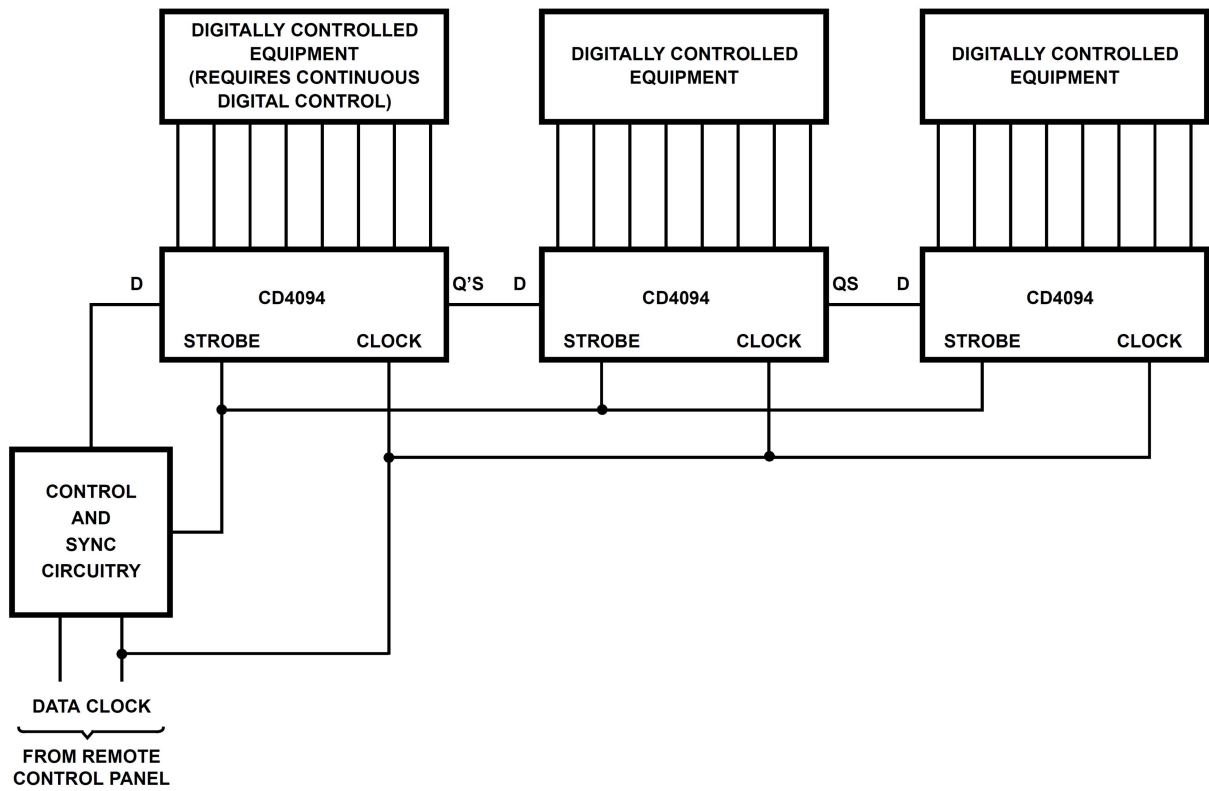 DIGITALLY CONTROLLED
EQUIPMENT
(REQUIRES CONTINUOUS
DIGITAL CONTROL)
DIGITALLY CONTROLLED
EQUIPMENT
DIGITALLY CONTROLLED
EQUIPMENT
D
CD4094
STROBE
CLOCK
Q'S
D
CD4094
STROBE
CLOCK
QS
D
CD4094
STROBE
CLOCK
CONTROL
AND
SYNC
CIRCUITRY
DATA CLOCK
FROM REMOTE
CONTROL PANEL